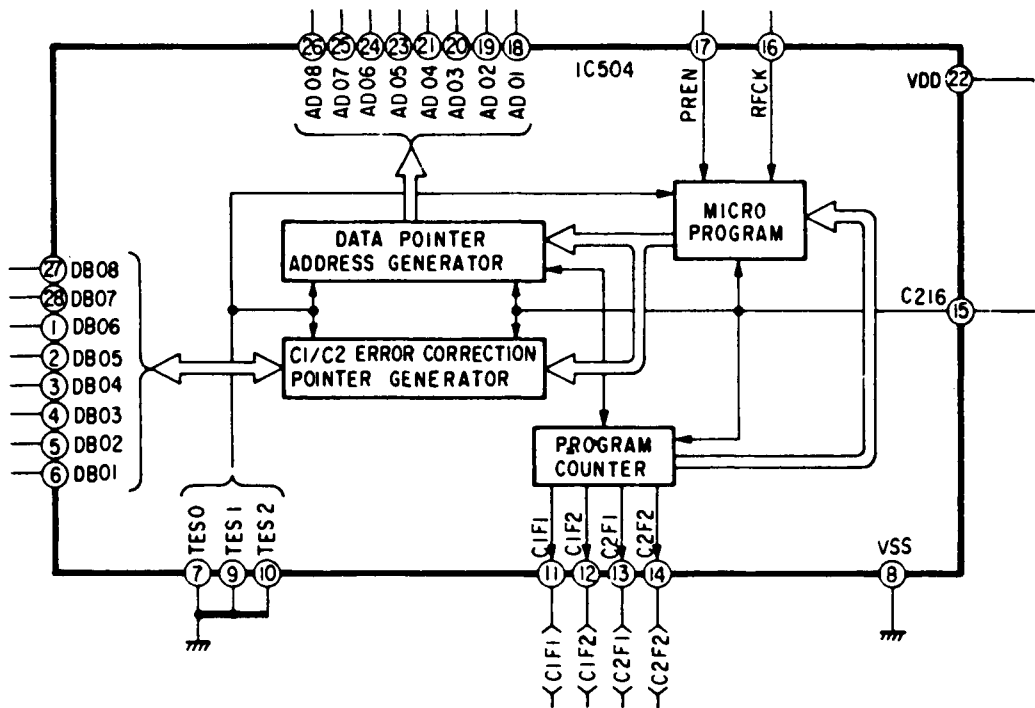 26 25 24 23 21 20 19 18 17 16
AD08 AD07 AD06 AD05 AD04 AD03 AD02 AD01
IC504
PREN
RFCK
VDD 22
MICRO
PROGRAM
DATA POINTER
ADDRESS GENERATOR
27 DB08
28 DB07
1 DB06
2 DB05
3 DB04
4 DB03
5 DB02
6 DB01
C216
15
C1/C2 ERROR CORRECTION
POINTER GENERATOR
PROGRAM
COUNTER
TES0 TES1 TES2
C1F1 C1F2 C2F1 C2F2
VSS
7 9 10 11 12 13 14 8
C1F1 C1F2 C2F1 C2F2